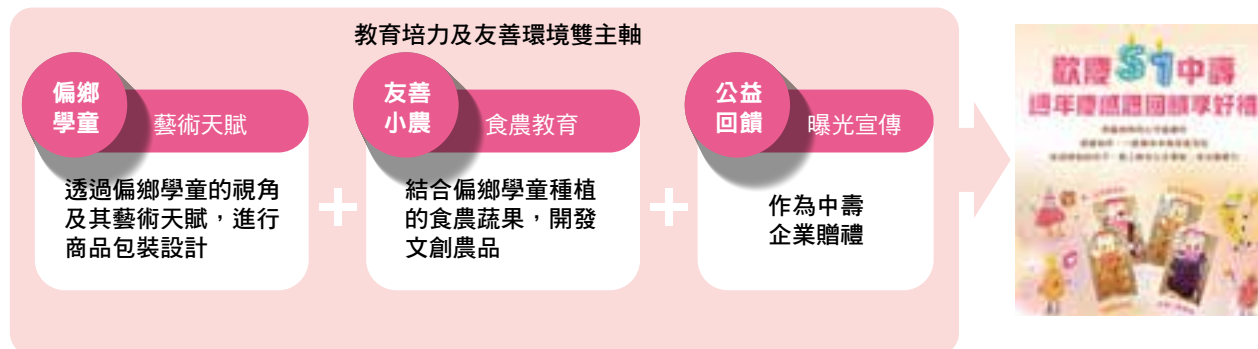 教育培力及友善環境雙主軸
偏鄉
學童
藝術天賦
透過偏鄉學童的視角
及其藝術天賦，進行
商品包裝設計
友善
小農
食農教育
結合偏鄉學童種植
的食農蔬果，開發
文創農品
公益
回饋
曝光宣傳
作為中壽
企業贈禮
歡慶57中壽
週年慶感恩回饋享好禮